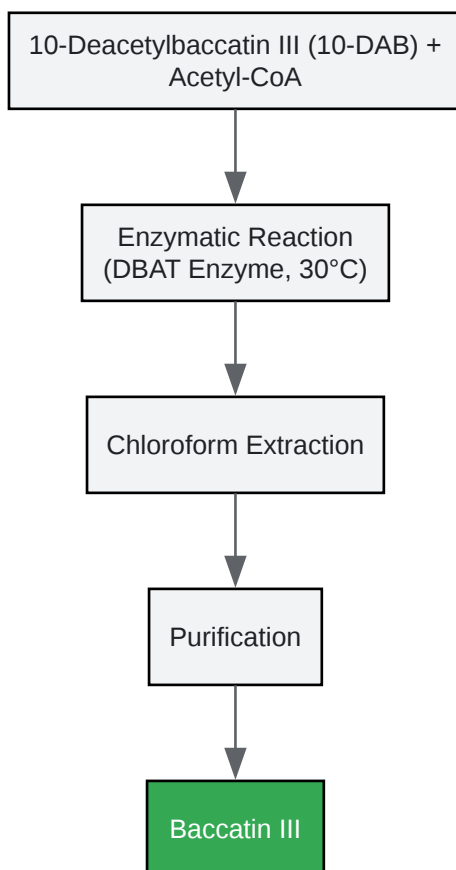 10-Deacetylbaccatin III (10-DAB) +
Acetyl-CoA
Enzymatic Reaction
(DBAT Enzyme, 30°C)
Chloroform Extraction
Purification
Baccatin III